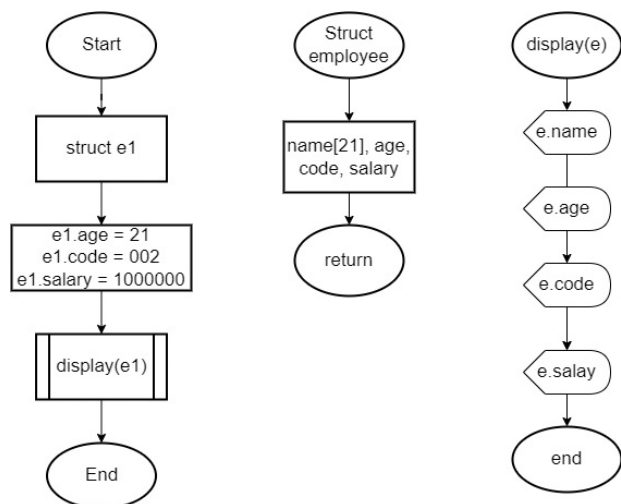 Start
struct e1
e1.age = 21
e1.code = 002
e1.salary = 1000000
display(e1)
End
Struct
employee
name[21], age,
code, salary
return
display(e)
e.name
e.age
e.code
e.salay
end